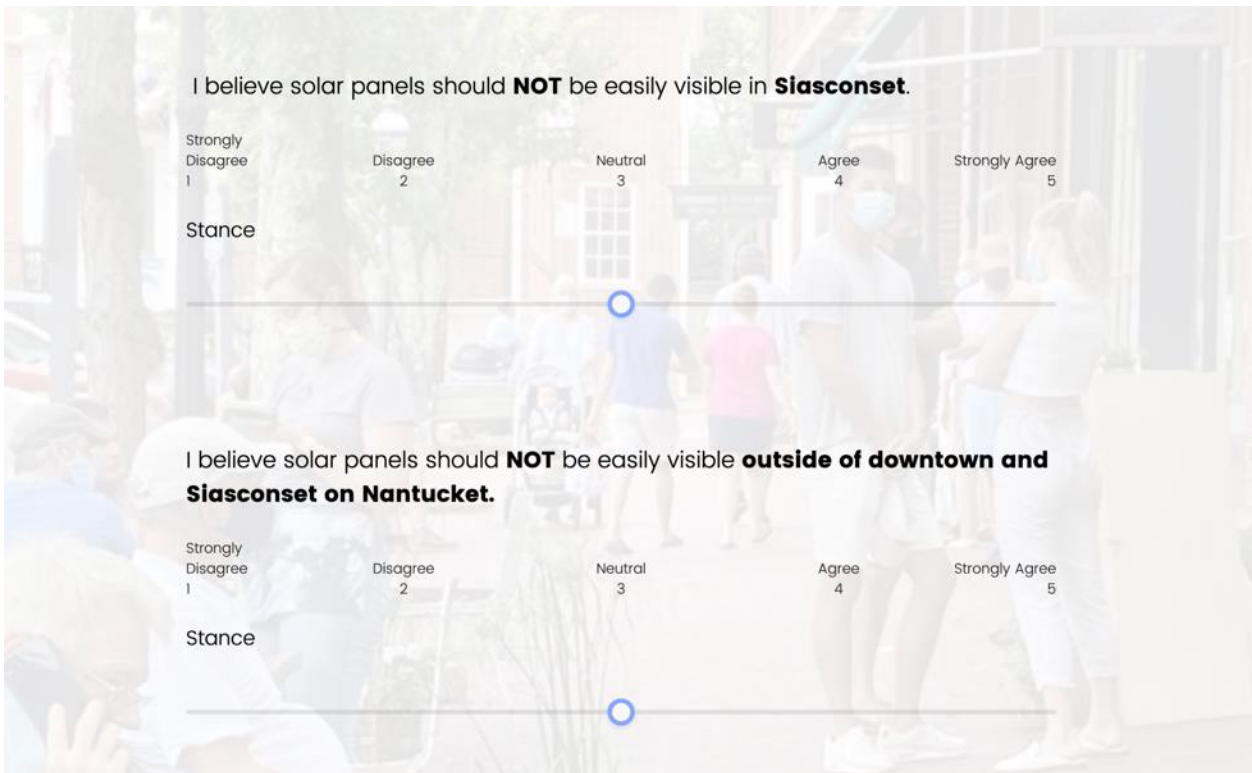 I believe solar panels should NOT be easily visible in Siasconset.
Strongly
Disagree Disagree Neutral Agree Strongly Agree
1 2 3 4 5
Stance
I believe solar panels should NOT be easily visible outside of downtown and
Siasconset on Nantucket.
Strongly
Disagree Disagree Neutral Agree Strongly Agree
1 2 3 4 5
Stance